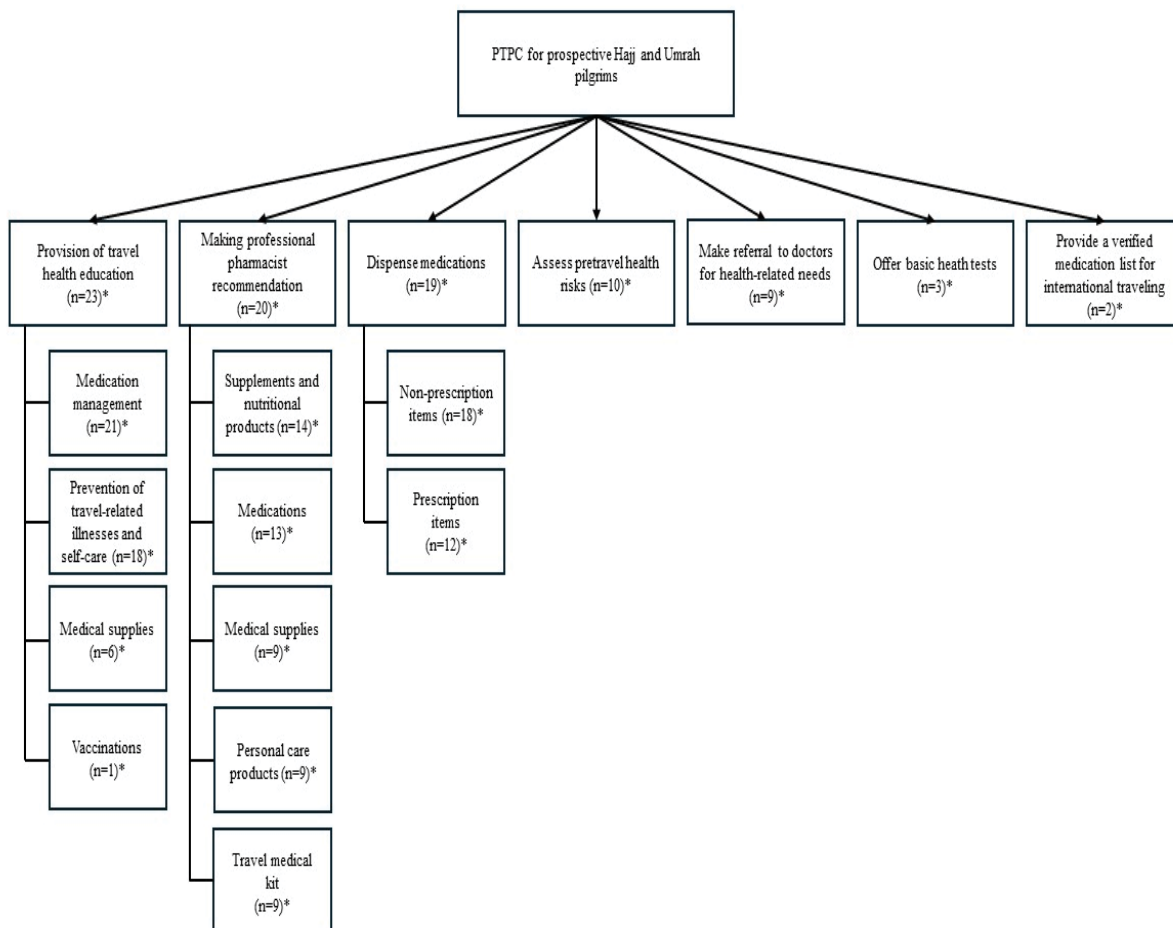 PTPC for prospective Hajj and Umrah
pilgrims
Provision of travel
health education
(n=23)*
Making professional
pharmacist
recommendation
(n=20)*
Dispense medications
(n=19)*
Assess pretravel health
risks (n=10)*
Make referral to doctors
for health-related needs
(n=9)*
Offer basic heath tests
(n=3)*
Provide a verified
medication list for
international traveling
(n=2)*
Medication
management
(n=21)*
Prevention of
travel-related
illnesses and
self-care (n=18)*
Medical supplies
(n=6)*
Vaccinations
(n=1)*
Supplements and
nutritional
products (n=14)*
Medications
(n=13)*
Medical supplies
(n=9)*
Personal care
products (n=9)*
Travel medical
kit
(n=9)*
Non-prescription
items (n=18)*
Prescription
items
(n=12)*